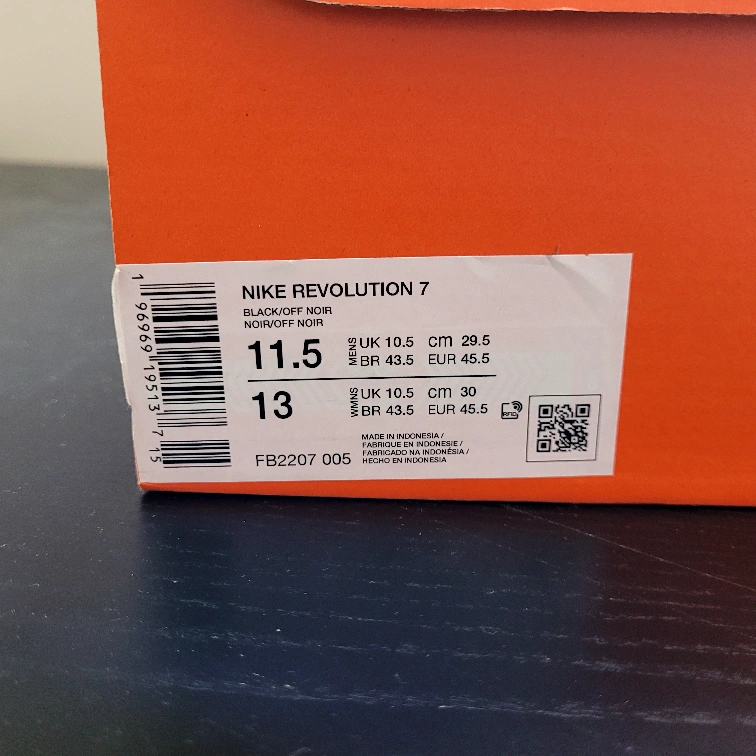 1 96969 19513 7 15
NIKE REVOLUTION 7
BLACK/OFF NOIR
NOIR/OFF NOIR
11.5 MENS UK 10.5 cm 29.5
BR 43.5 EUR 45.5
13 WMNS UK 10.5 cm 30
BR 43.5 EUR 45.5
RFID
FB2207 005
MADE IN INDONESIA /
FABRIQUE EN INDONESIE /
FABRICADO NA INDONÉSIA /
HECHO EN INDONESIA